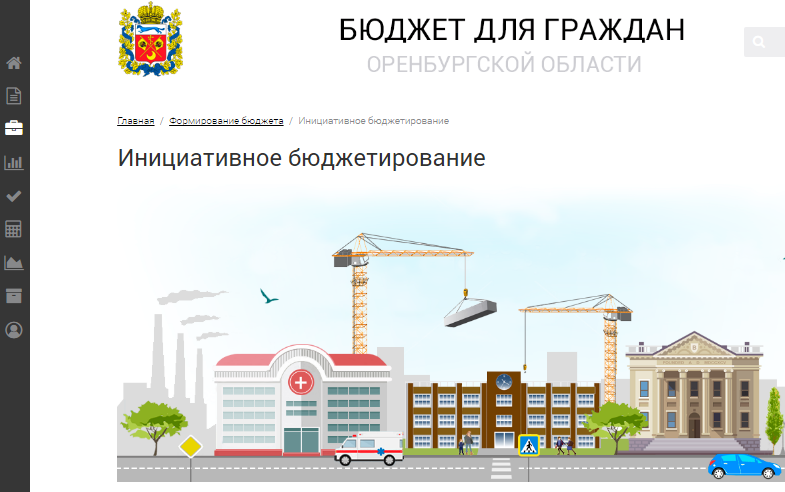 БЮДЖЕТ ДЛЯ ГРАЖДАН
ОРЕНБУРГСКОЙ ОБЛАСТИ
Главная / Формирование бюджета / Инициативное бюджетирование
Инициативное бюджетирование